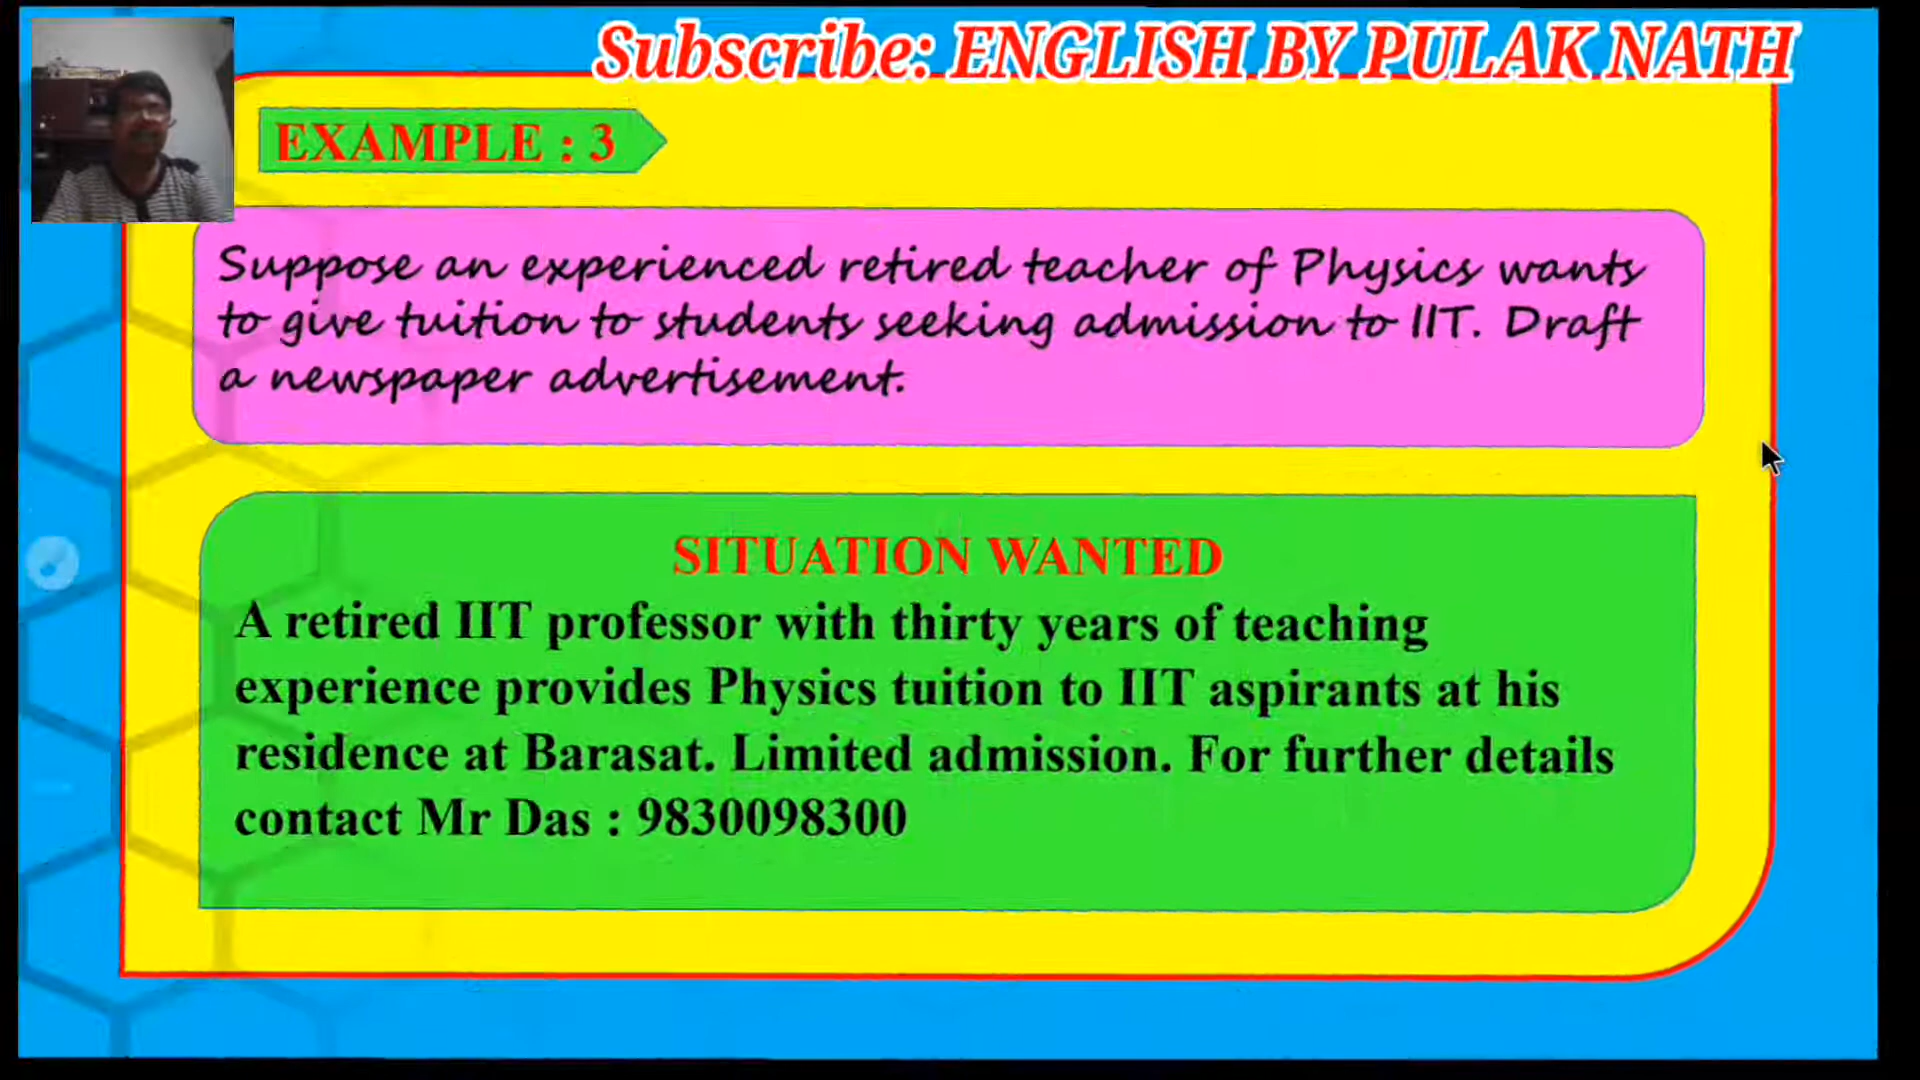 Subscribe: ENGLISH BY PULAK NATH
EXAMPLE : 3
Suppose an experienced retired teacher of Physics wants
to give tuition to students seeking admission to IIT. Draft
a newspaper advertisement.
SITUATION WANTED
A retired IIT professor with thirty years of teaching
experience provides Physics tuition to IIT aspirants at his
residence at Barasat. Limited admission. For further details
contact Mr Das : 9830098300